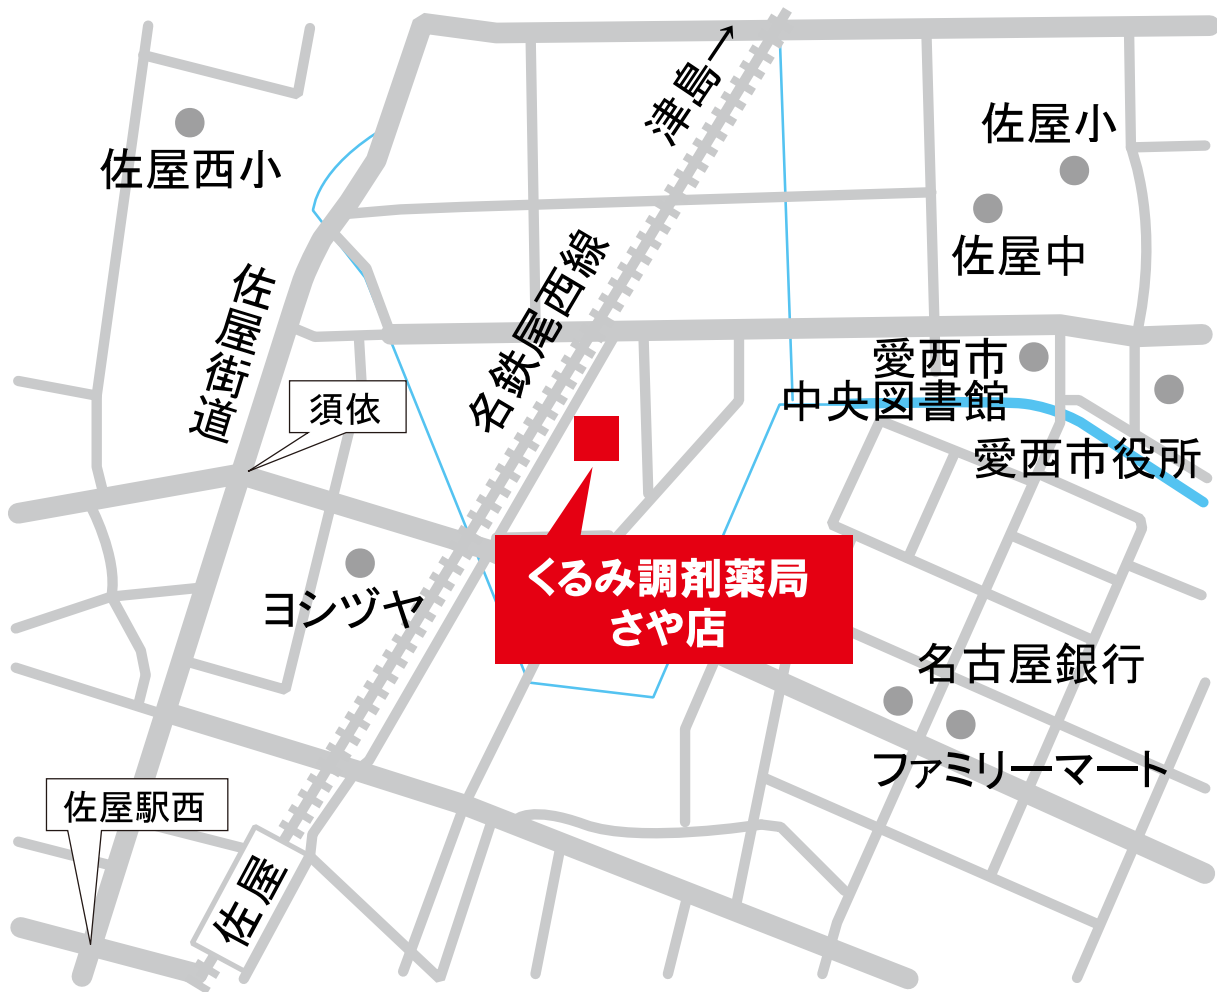 津島→
佐屋小
佐屋西小
佐屋中
名鉄尾西線
佐屋街道
愛西市
中央図書館
須依
愛西市役所
くるみ調剤薬局
さや店
ヨシヅヤ
名古屋銀行
ファミリーマート
佐屋駅西
佐屋